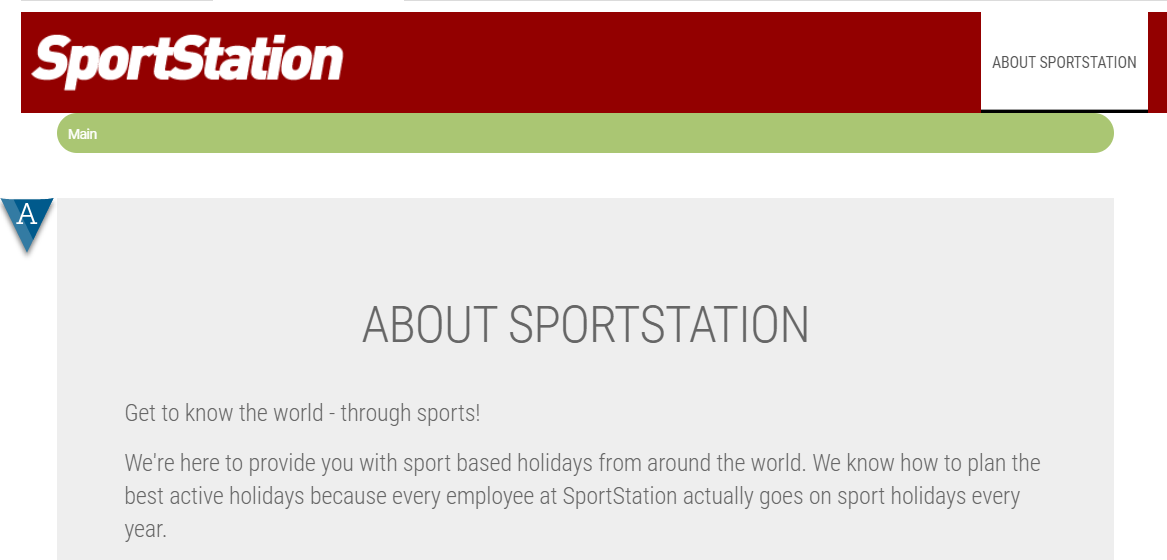 SportStation
ABOUT SPORTSTATION
Main
A
ABOUT SPORTSTATION
Get to know the world - through sports!
We're here to provide you with sport based holidays from around the world. We know how to plan the
best active holidays because every employee at SportStation actually goes on sport holidays every
year.